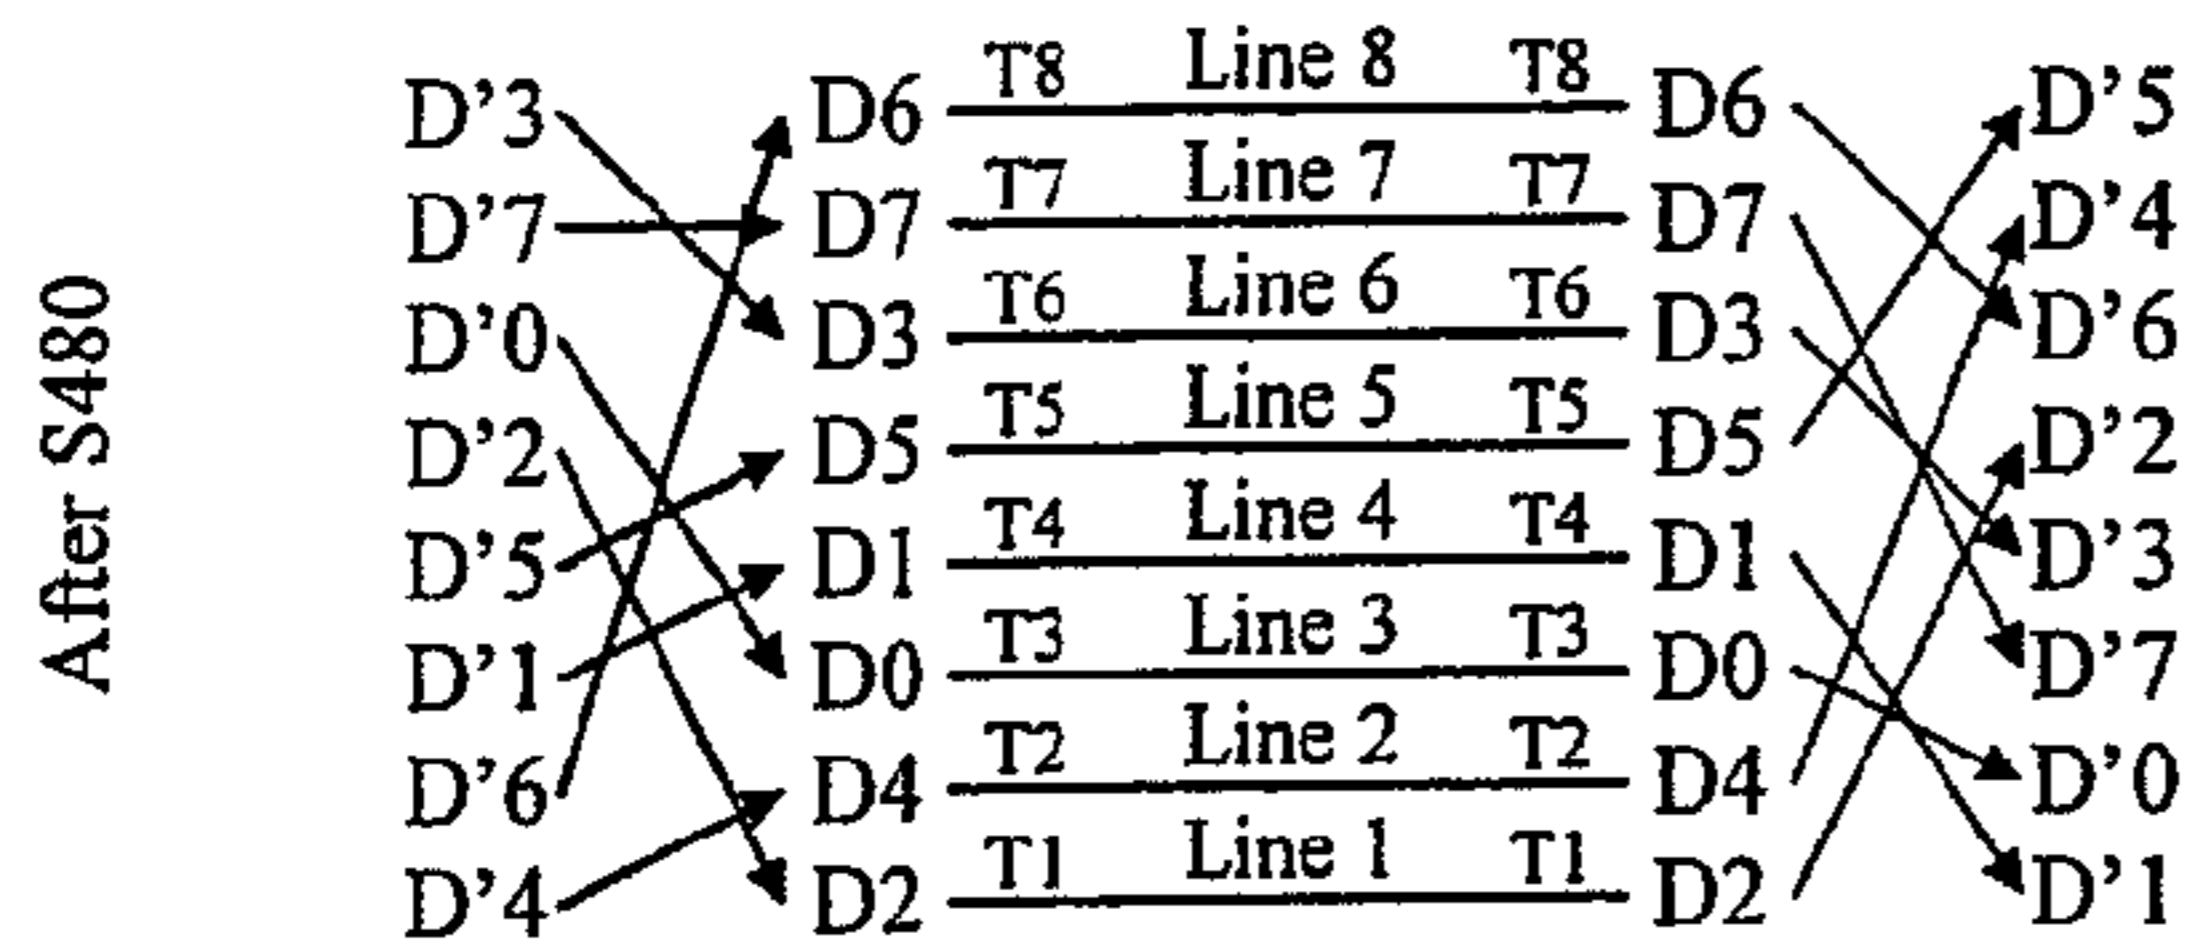 After S480
D'3 D6 T8 Line 8 T8 D6 D'5
D'7 D7 T7 Line 7 T7 D7 D'4
D'0 D3 T6 Line 6 T6 D3 D'6
D'2 D5 T5 Line 5 T5 D5 D'2
D'5 D1 T4 Line 4 T4 D1 D'3
D'1 D0 T3 Line 3 T3 D0 D'7
D'6 D4 T2 Line 2 T2 D4 D'0
D'4 D2 T1 Line 1 T1 D2 D'1